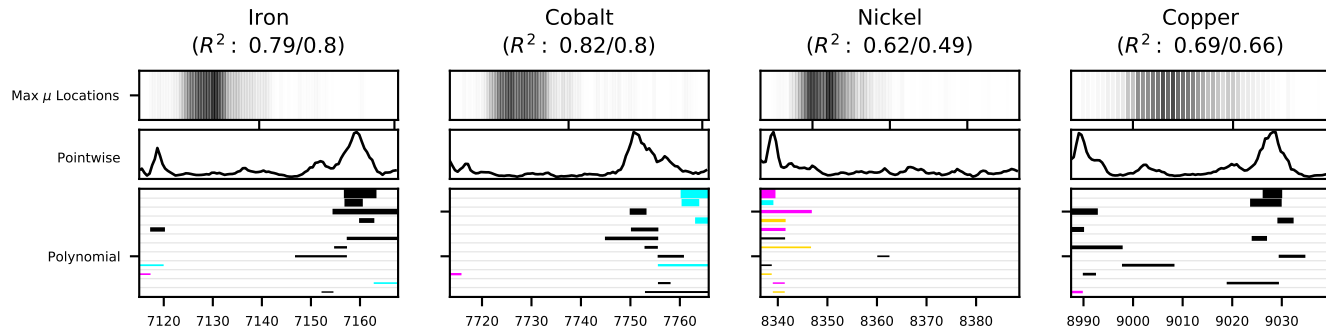 Iron
(R² : 0.79/0.8)
Cobalt
(R² : 0.82/0.8)
Nickel
(R² : 0.62/0.49)
Copper
(R² : 0.69/0.66)
Max μ Locations
Pointwise
Polynomial
7120 7130 7140 7150 7160
7720 7730 7740 7750 7760
8340 8350 8360 8370 8380
8990 9000 9010 9020 9030